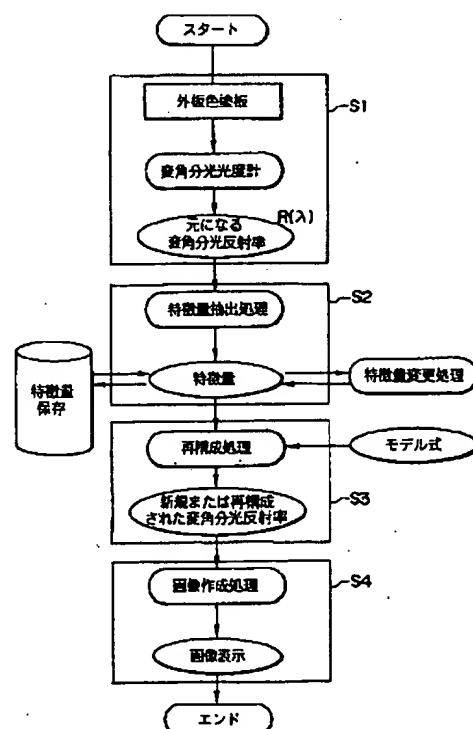 スタート
外板色塗板
S1
変角分光光度計
R(λ)
元になる
変角分光反射率
特徴量抽出処理
S2
特徴量
保存
特徴量
特徴量変更処理
再構成処理
モデル式
新規または再構成
された変角分光反射率
S3
画像作成処理
S4
画像表示
エンド